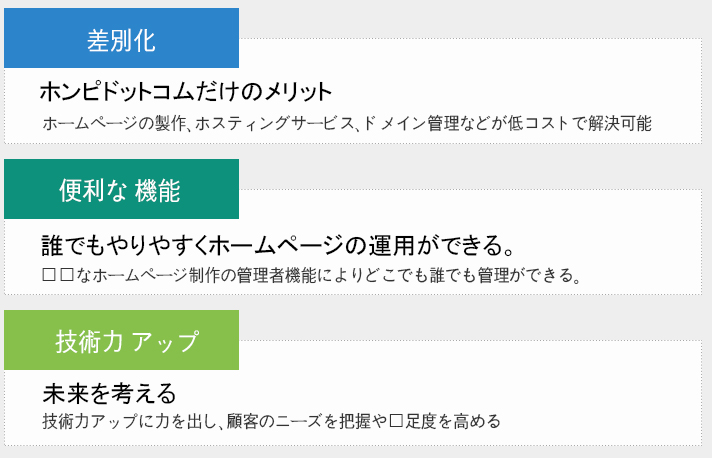 差別化
ホンピドットコムだけのメリット
ホームページの製作、ホスティングサービス、ド メイン管理などが低コストで解決可能
便利な 機能
誰でもやりやすくホームページの運用ができる。
□□なホームページ制作の管理者機能によりどこでも誰でも管理ができる。
技術力 アップ
未来を考える
技術力アップに力を出し、顧客のニーズを把握や□足度を高める